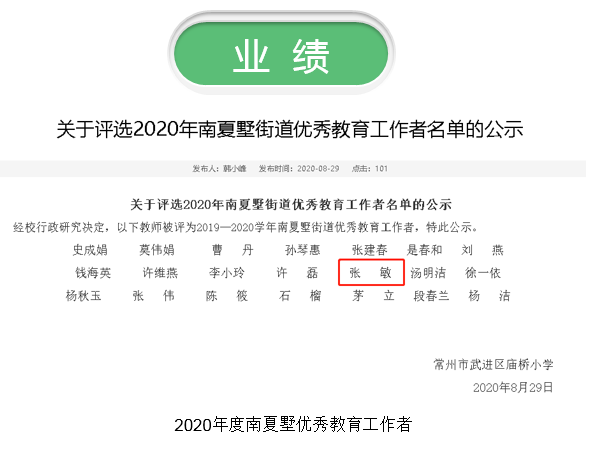 业 绩
关于评选2020年南夏墅街道优秀教育工作者名单的公示
发布人：韩小峰 发布时间：2020-08-29 点击：101
关于评选2020年南夏墅街道优秀教育工作者名单的公示
经校行政研究决定，以下教师被评为2019—2020学年南夏墅街道优秀教育工作者，特此公示。
史成娟 莫伟娟 曹 丹 孙琴惠 张建春 是春和 刘 燕
钱海英 许维燕 李小玲 许 磊 张 敏 汤明洁 徐一依
杨秋玉 张 伟 陈 筱 石 榴 茅 立 段春兰 杨 洁
常州市武进区庙桥小学
2020年8月29日
2020年度南夏墅优秀教育工作者